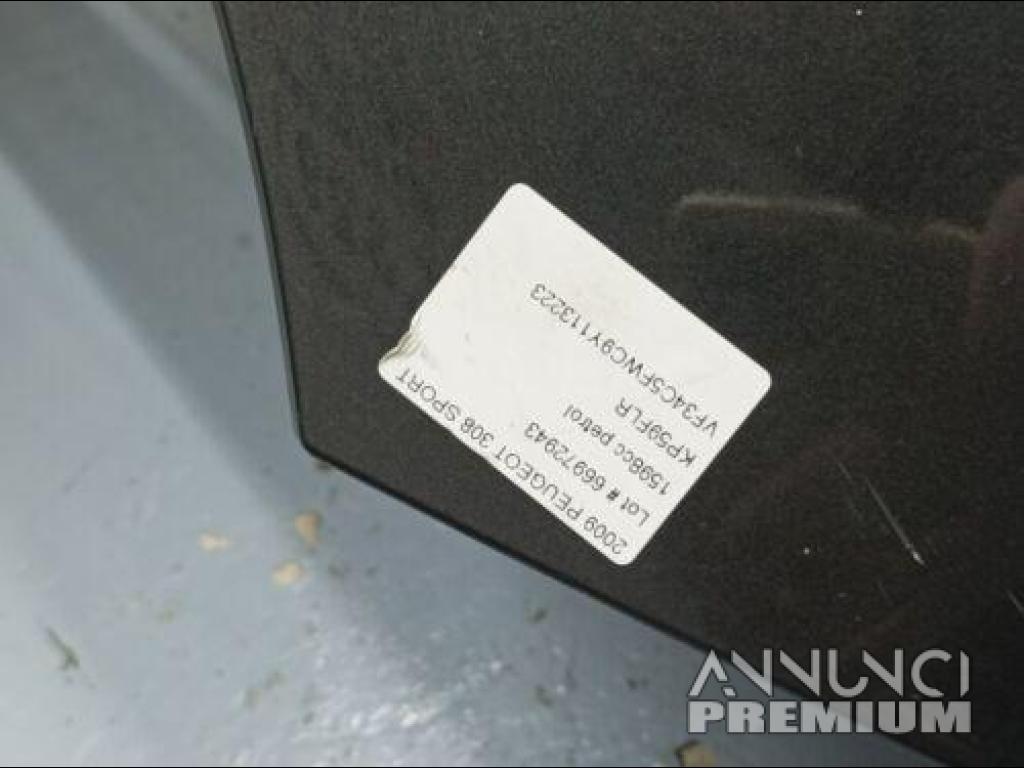 2009 PEUGEOT 308 SPORT
Lot # 66972943
1598cc petrol
KP59FLR
VF34C5FWC9Y113223
ANNUNCI
PREMIUM